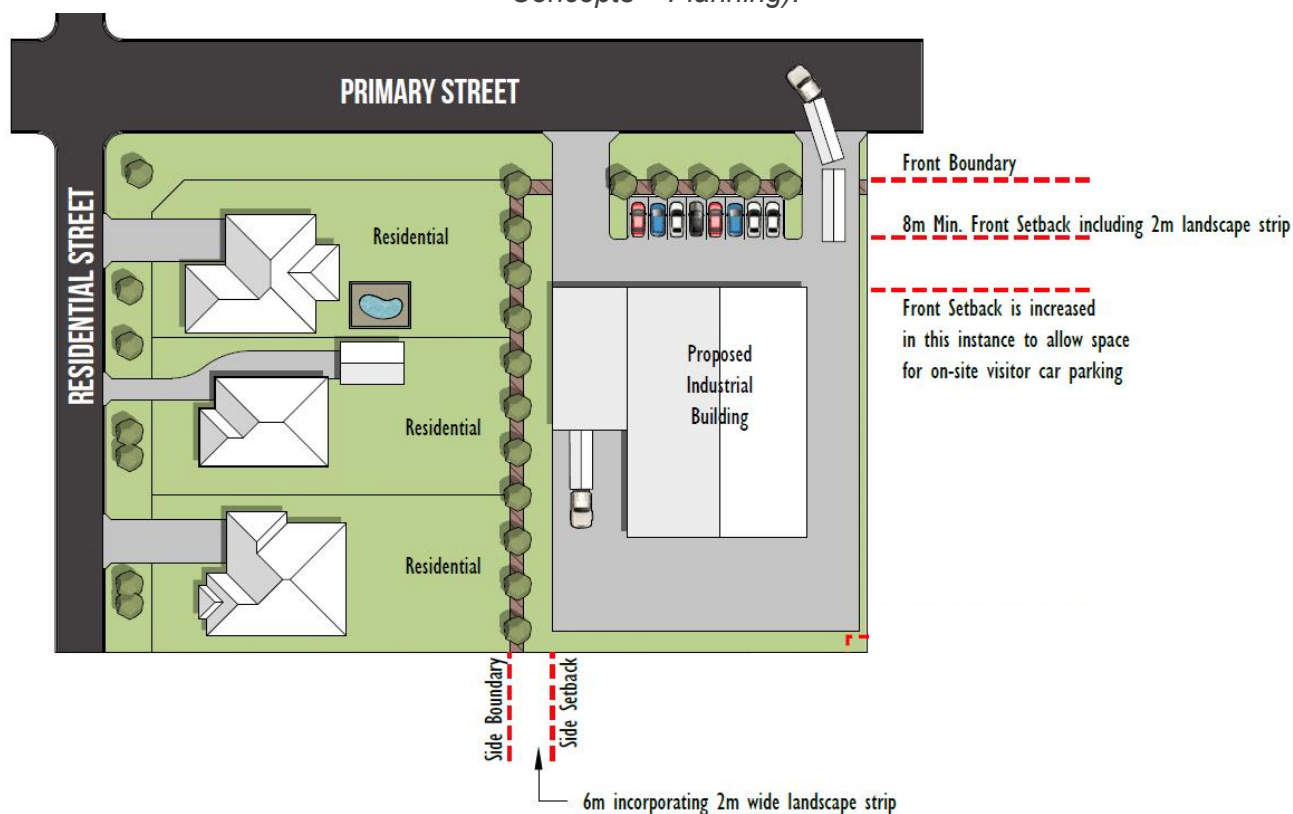 Concepts – Planning).
PRIMARY STREET
RESIDENTIAL STREET
Front Boundary
8m Min. Front Setback including 2m landscape strip
Front Setback is increased
in this instance to allow space
for on-site visitor car parking
Residential
Residential
Residential
Proposed
Industrial
Building
Side Boundary
Side Setback
6m incorporating 2m wide landscape strip